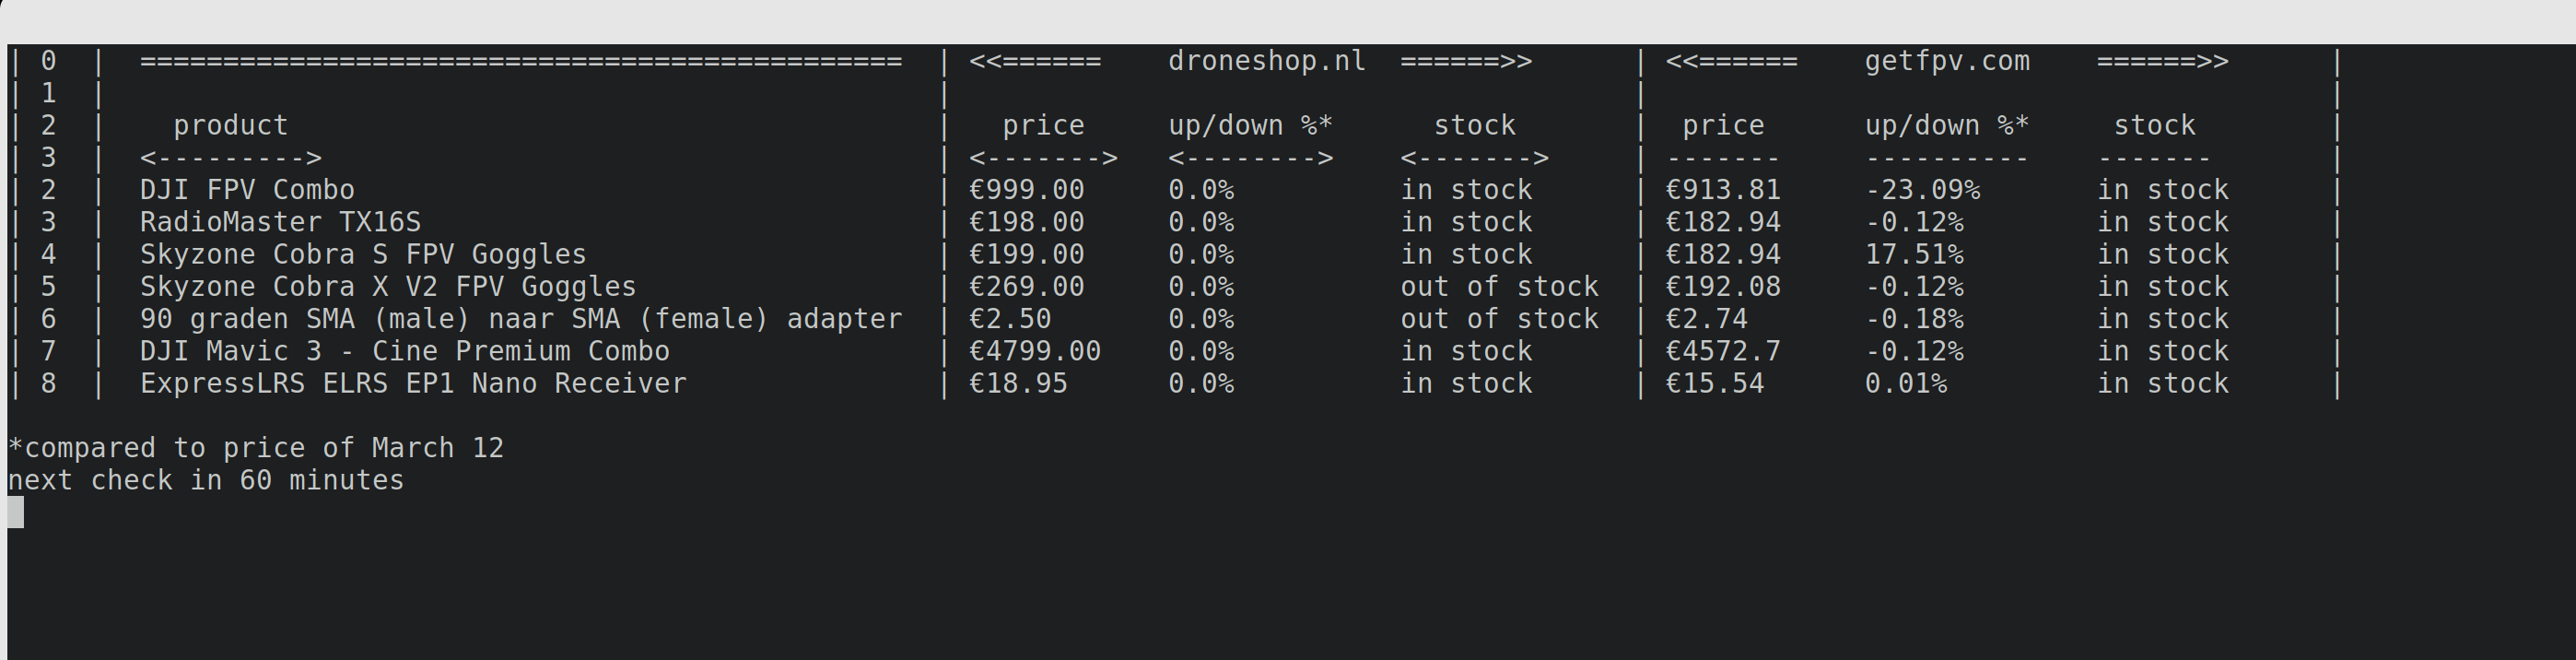 | 0 | ============================================== | <<====== droneshop.nl ======>> | <<====== getfpv.com ======>> |
| 1 | | | |
| 2 | product | price up/down %* stock | price up/down %* stock |
| 3 | <---------> | <-------> <--------> <-------> | ------- ---------- ------- |
| 2 | DJI FPV Combo | €999.00 0.0% in stock | €913.81 -23.09% in stock |
| 3 | RadioMaster TX16S | €198.00 0.0% in stock | €182.94 -0.12% in stock |
| 4 | Skyzone Cobra S FPV Goggles | €199.00 0.0% in stock | €182.94 17.51% in stock |
| 5 | Skyzone Cobra X V2 FPV Goggles | €269.00 0.0% out of stock | €192.08 -0.12% in stock |
| 6 | 90 graden SMA (male) naar SMA (female) adapter | €2.50 0.0% out of stock | €2.74 -0.18% in stock |
| 7 | DJI Mavic 3 - Cine Premium Combo | €4799.00 0.0% in stock | €4572.7 -0.12% in stock |
| 8 | ExpressLRS ELRS EP1 Nano Receiver | €18.95 0.0% in stock | €15.54 0.01% in stock |
*compared to price of March 12
next check in 60 minutes